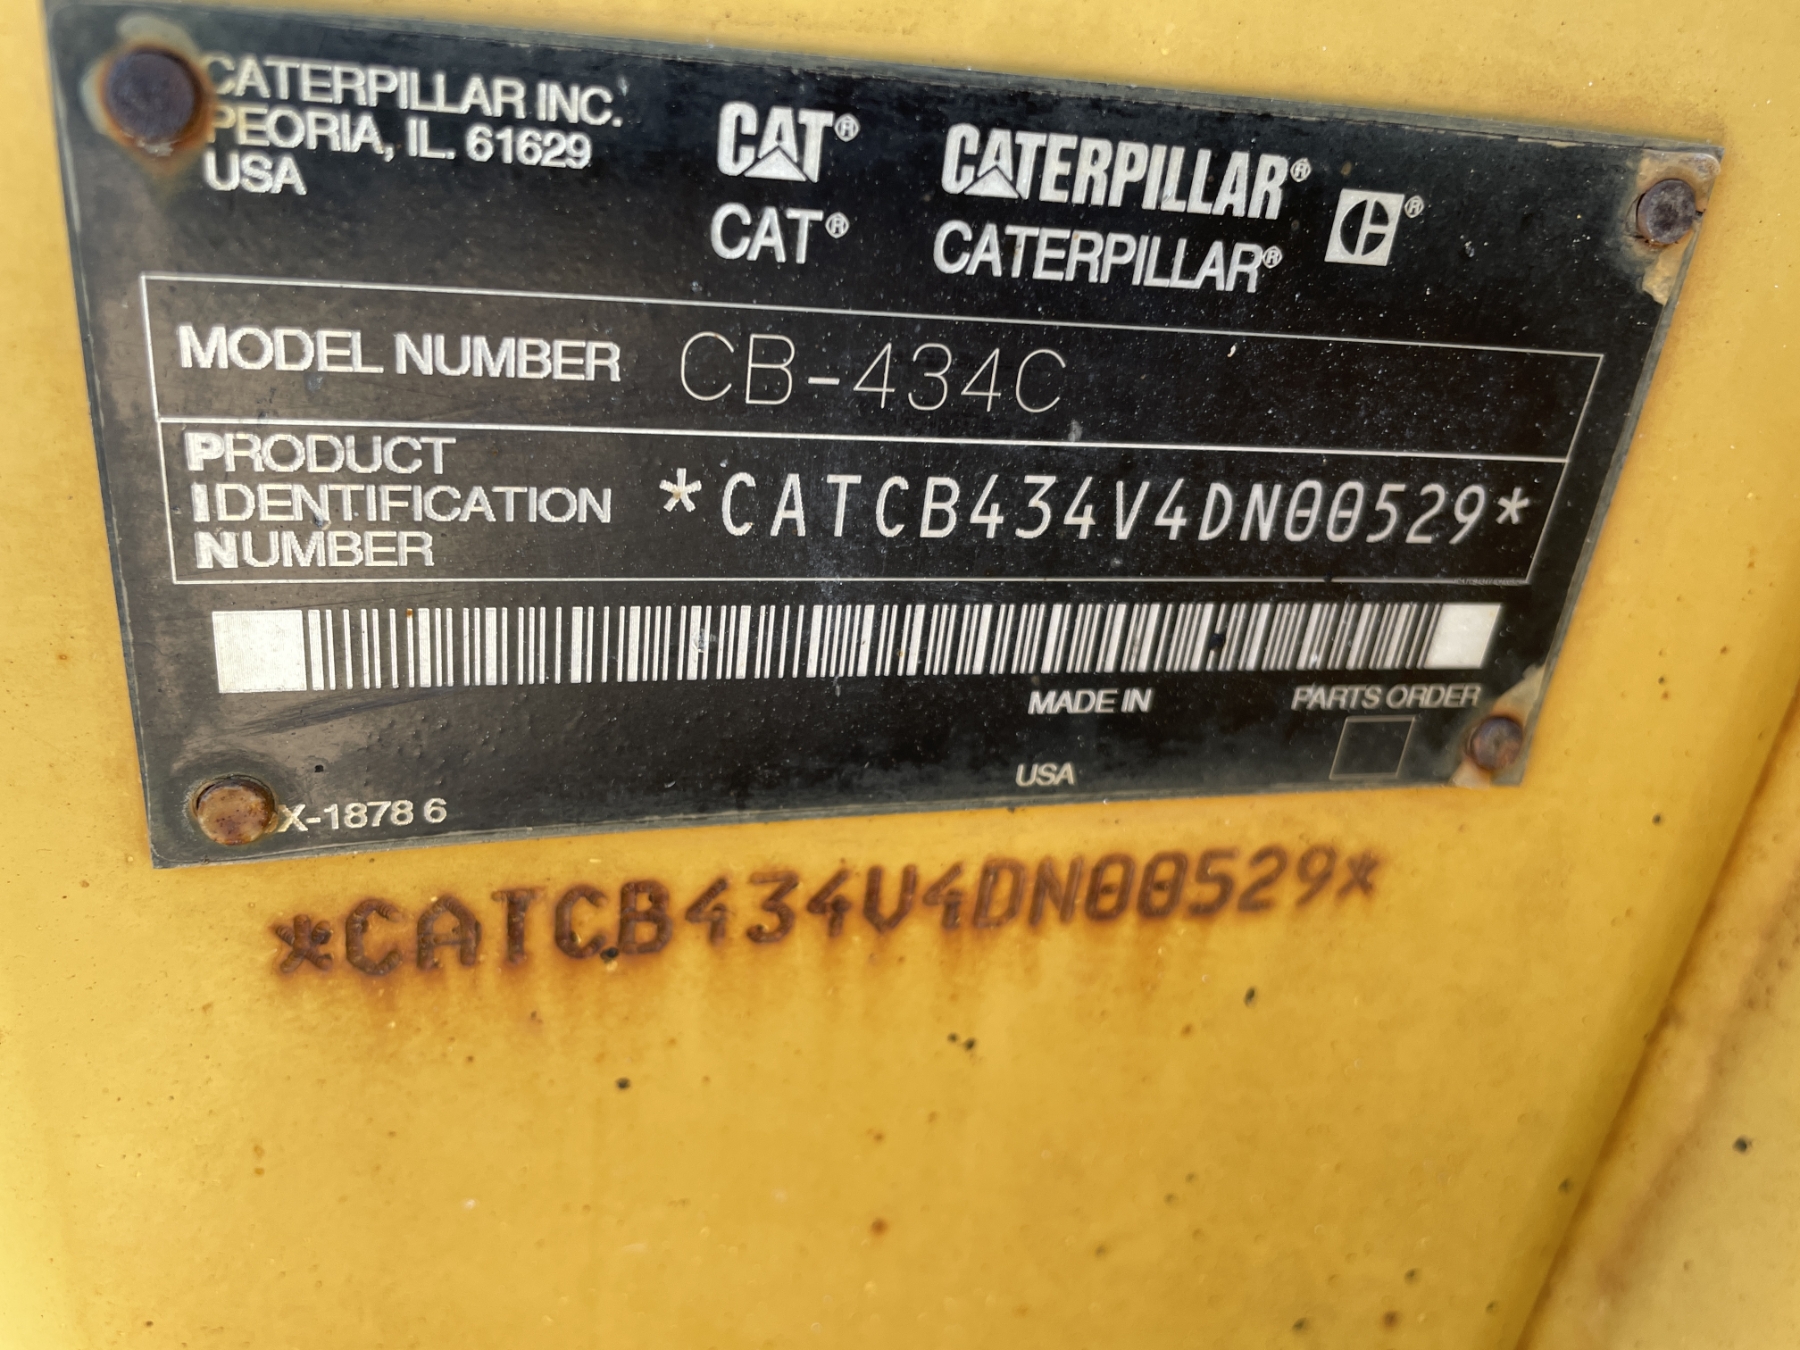 CATERPILLAR INC.
PEORIA, IL. 61629
USA
CAT® CATERPILLAR®
CAT® CATERPILLAR®
MODEL NUMBER CB-434C
PRODUCT
IDENTIFICATION
NUMBER
*CATCB434V4DN00529*
MADE IN
USA
PARTS ORDER
X-1878 6
*CATCB434V4DN00529*